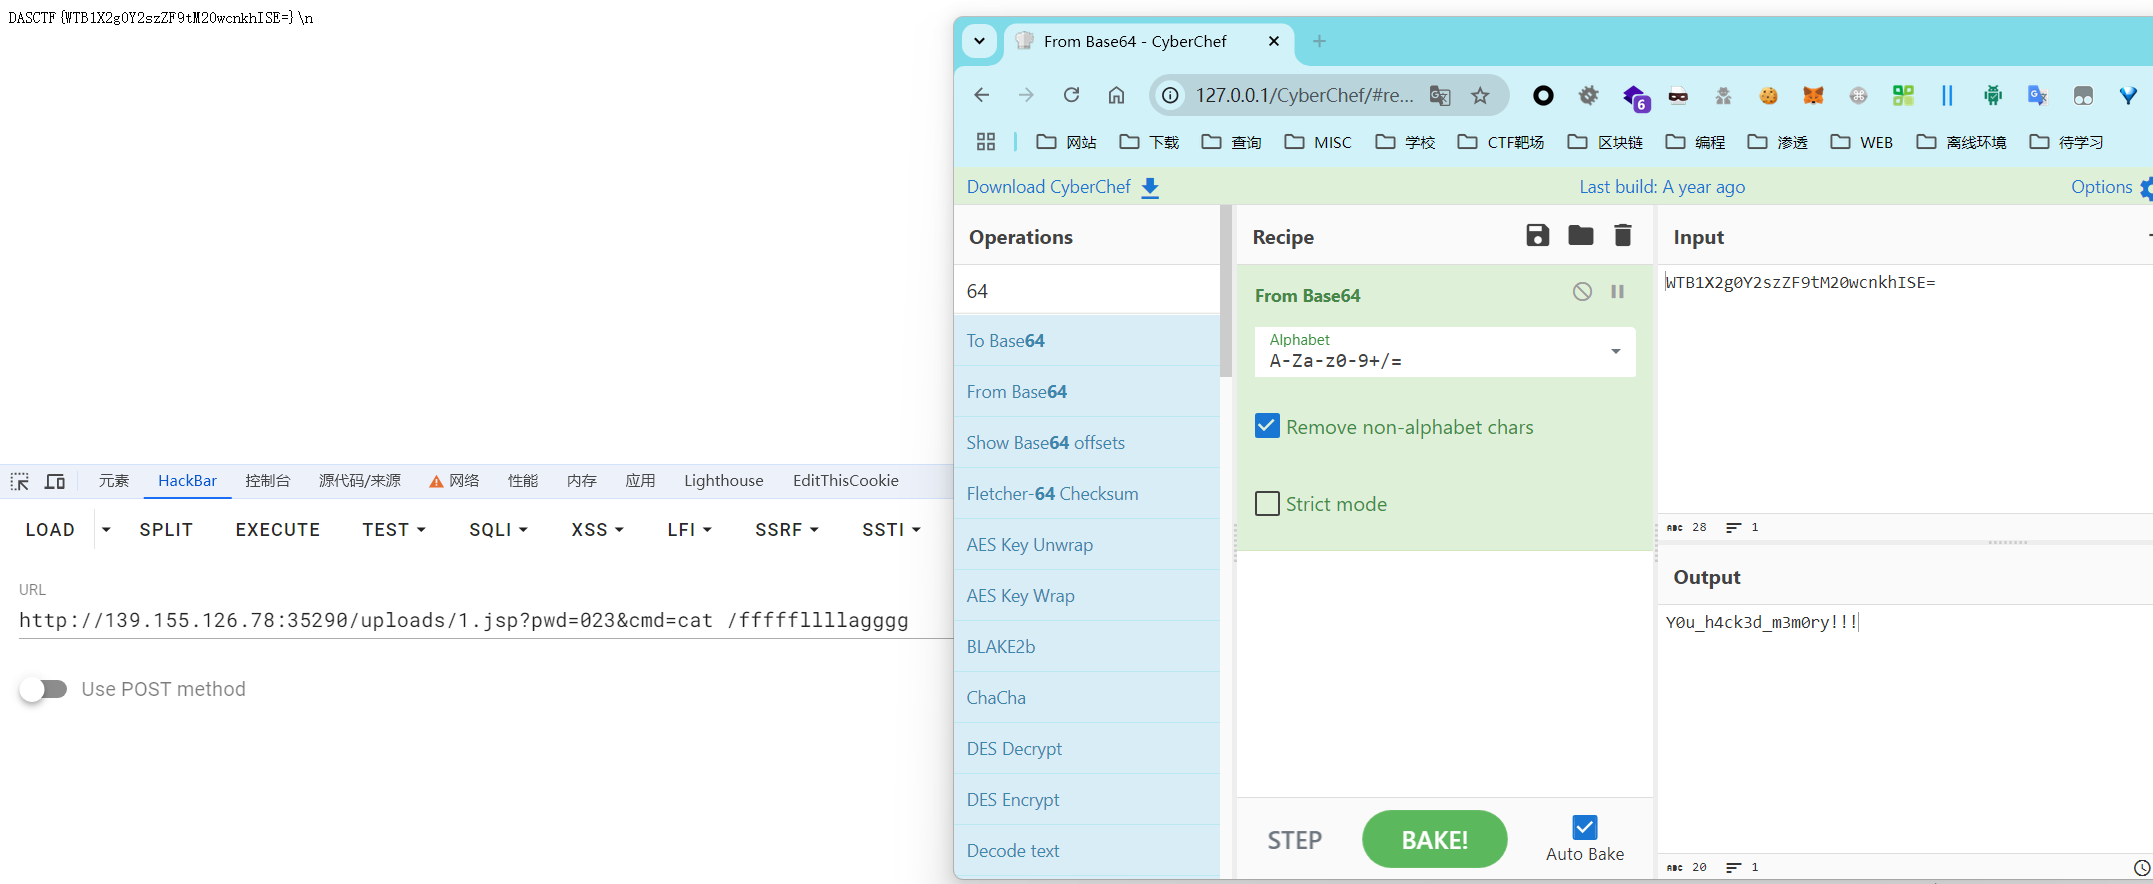 DASCTF{WTB1X2g0Y2szZF9tM20wcnkhISE=}\n
From Base64 - CyberChef
127.0.0.1/CyberChef/#re...
6
网站
下载
查询
MISC
学校
CTF靶场
区块链
编程
渗透
WEB
离线环境
待学习
Download CyberChef
Last build: A year ago
Options
Operations
64
To Base64
From Base64
Show Base64 offsets
Fletcher-64 Checksum
AES Key Unwrap
AES Key Wrap
BLAKE2b
ChaCha
DES Decrypt
DES Encrypt
Decode text
Recipe
From Base64
Alphabet
A-Za-z0-9+/=
Remove non-alphabet chars
Strict mode
STEP
BAKE!
Auto Bake
Input
WTB1X2g0Y2szZF9tM20wcnkhISE=
ABC 28 1
Output
Y0u_h4ck3d_m3m0ry!!!
ABC 20 1
元素
HackBar
控制台
源代码/来源
网络
性能
内存
应用
Lighthouse
EditThisCookie
LOAD
SPLIT
EXECUTE
TEST
SQLI
XSS
LFI
SSRF
SSTI
URL
http://139.155.126.78:35290/uploads/1.jsp?pwd=023&cmd=cat /fffffllllagggg
Use POST method